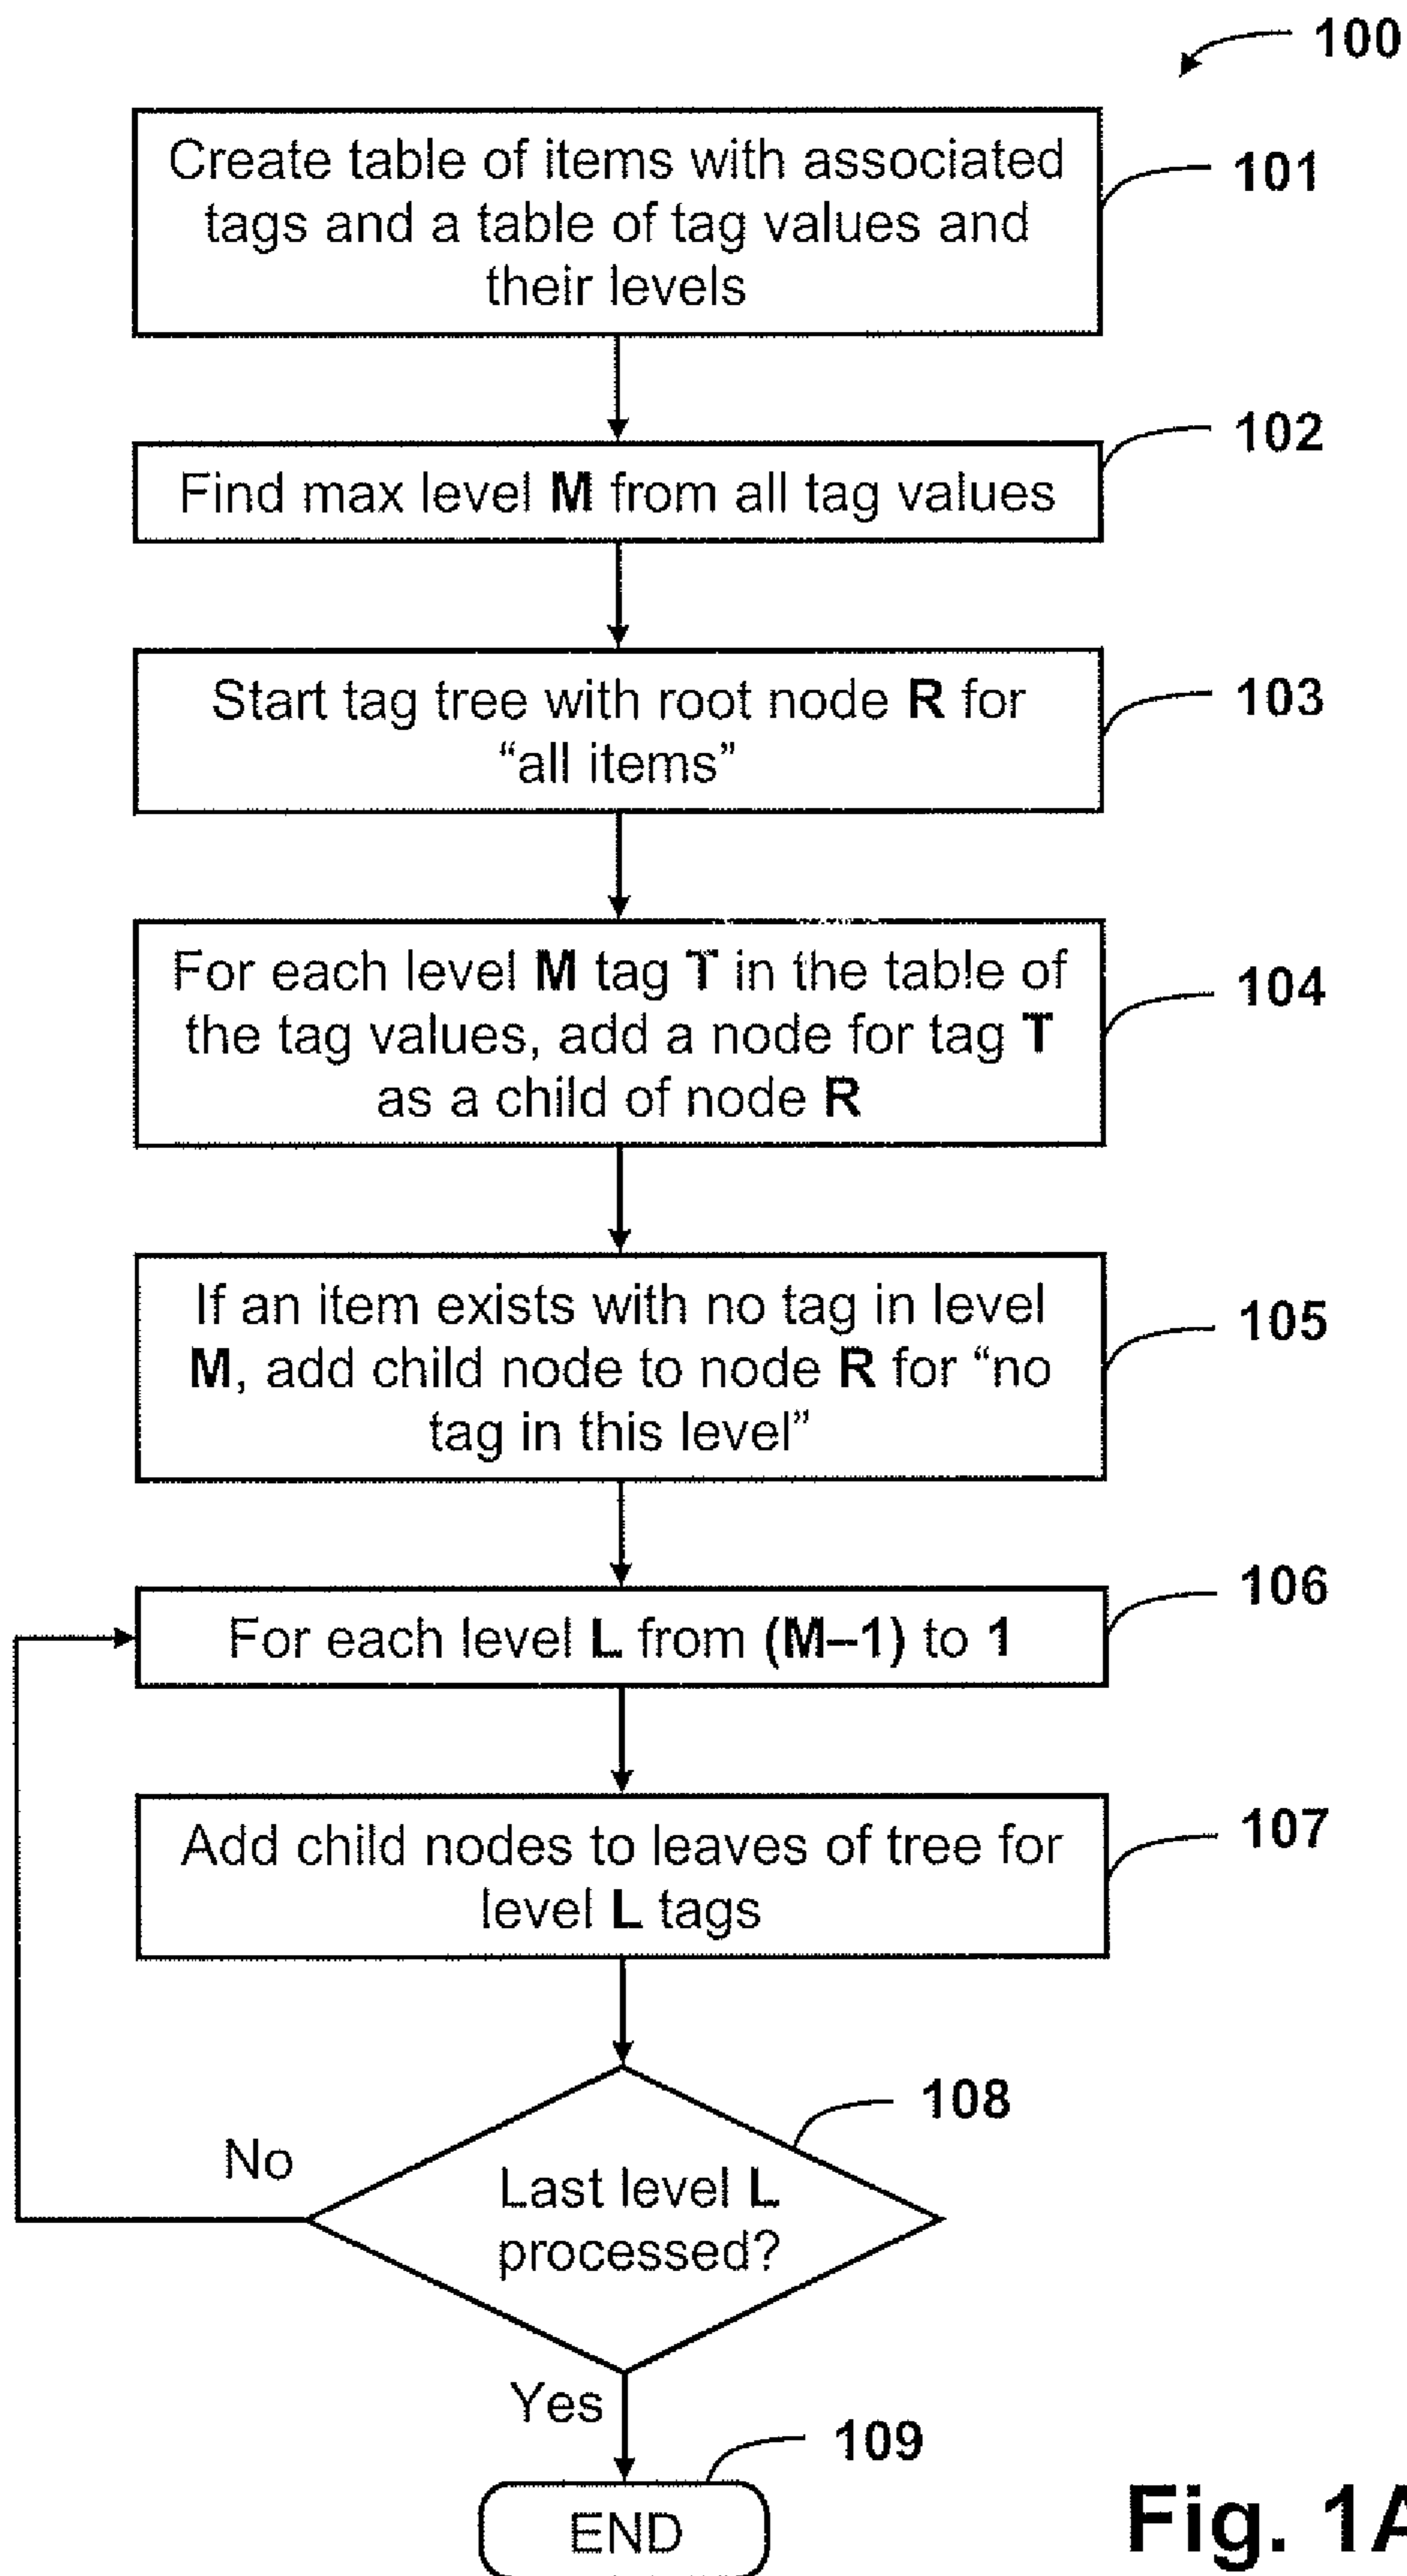 100
Create table of items with associated
tags and a table of tag values and
their levels
101
Find max level M from all tag values
102
Start tag tree with root node R for
“all items”
103
For each level M tag T in the table of
the tag values, add a node for tag T
as a child of node R
104
If an item exists with no tag in level
M, add child node to node R for “no
tag in this level”
105
For each level L from (M–1) to 1
106
Add child nodes to leaves of tree for
level L tags
107
Last level L
processed?
108
No
Yes
END
109
Fig. 1A